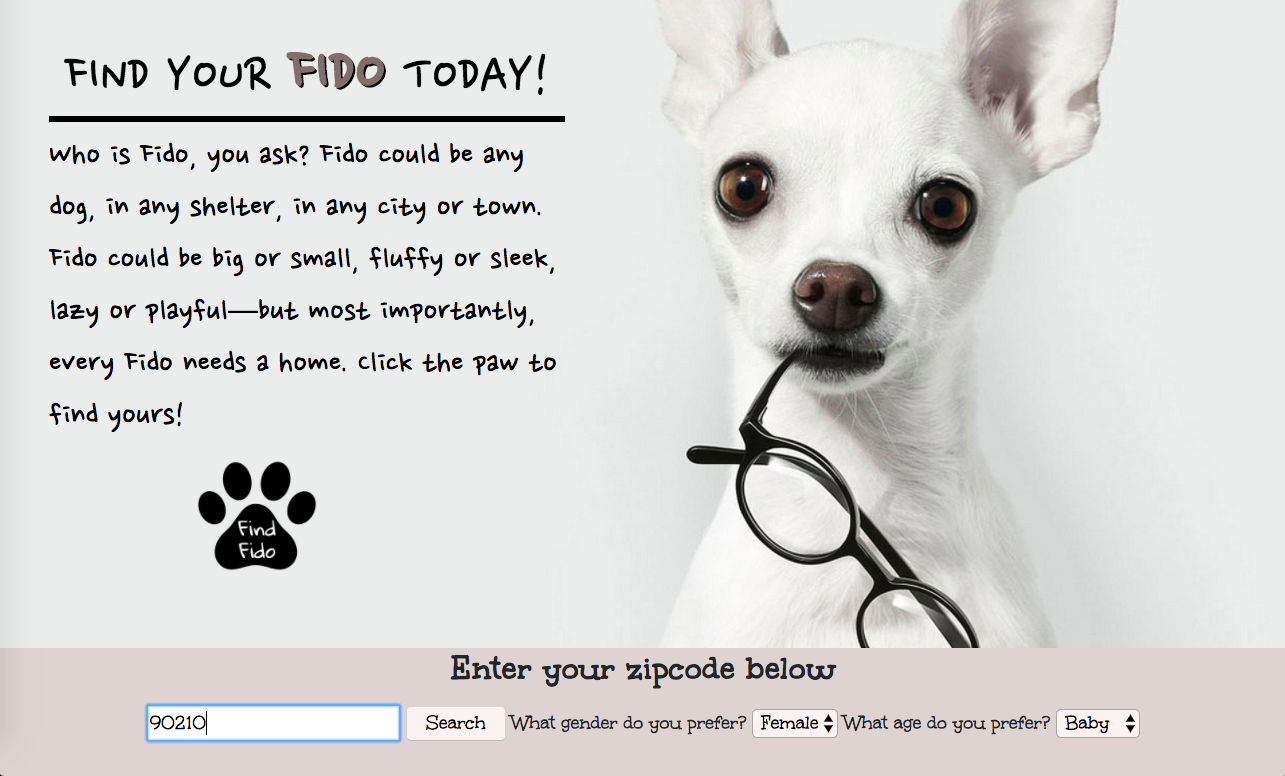 FIND YOUR FIDO TODAY!
Who is Fido, you ask? Fido could be any
dog, in any shelter, in any city or town.
Fido could be big or small, fluffy or sleek,
lazy or playful—but most importantly,
every Fido needs a home. Click the paw to
find yours!
Find
Fido
Enter your zipcode below
90210 Search What gender do you prefer? Female What age do you prefer? Baby